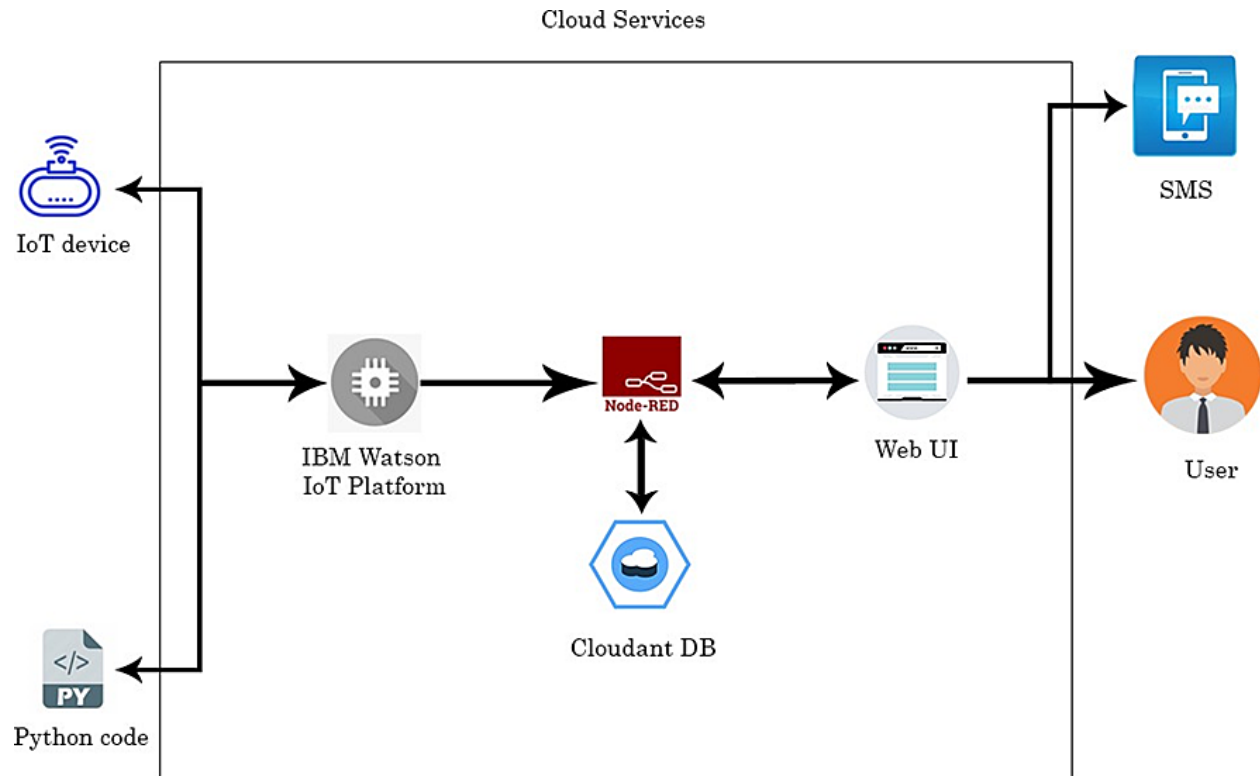 Cloud Services
SMS
IoT device
Node-RED
IBM Watson
IoT Platform
Web UI
User
Cloudant DB
</>
PY
Python code